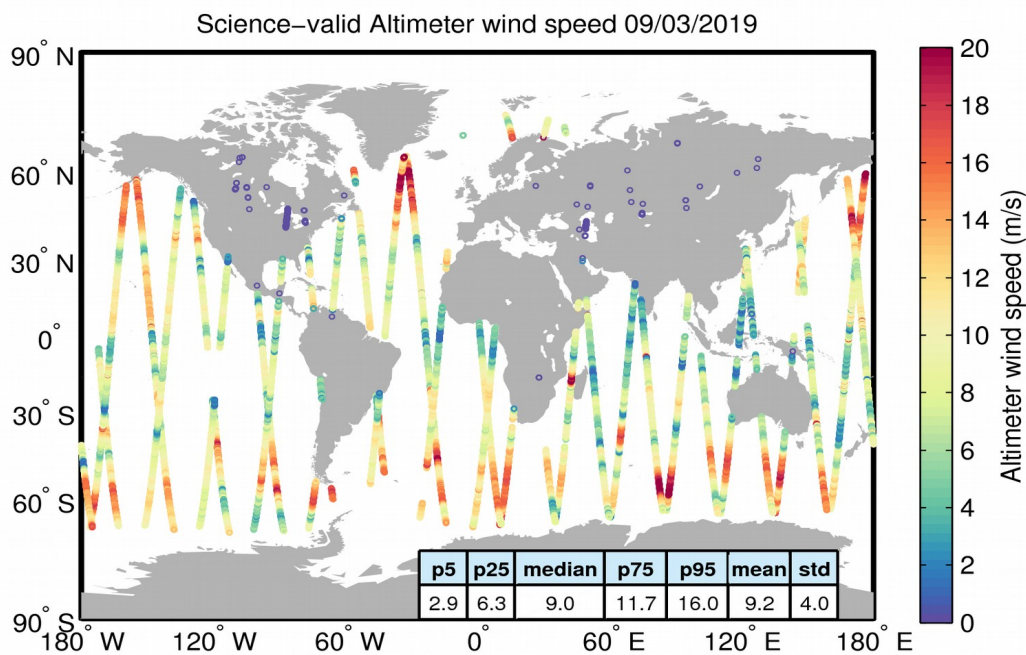 Science-valid Altimeter wind speed 09/03/2019
90° N
60° N
30° N
0°
30° S
60° S
90° S
180° W
120° W
60° W
0°
60° E
120° E
180° E
p5 p25 median p75 p95 mean std
2.9 6.3 9.0 11.7 16.0 9.2 4.0
20
18
16
14
12
10
8
6
4
2
0
Altimeter wind speed (m/s)